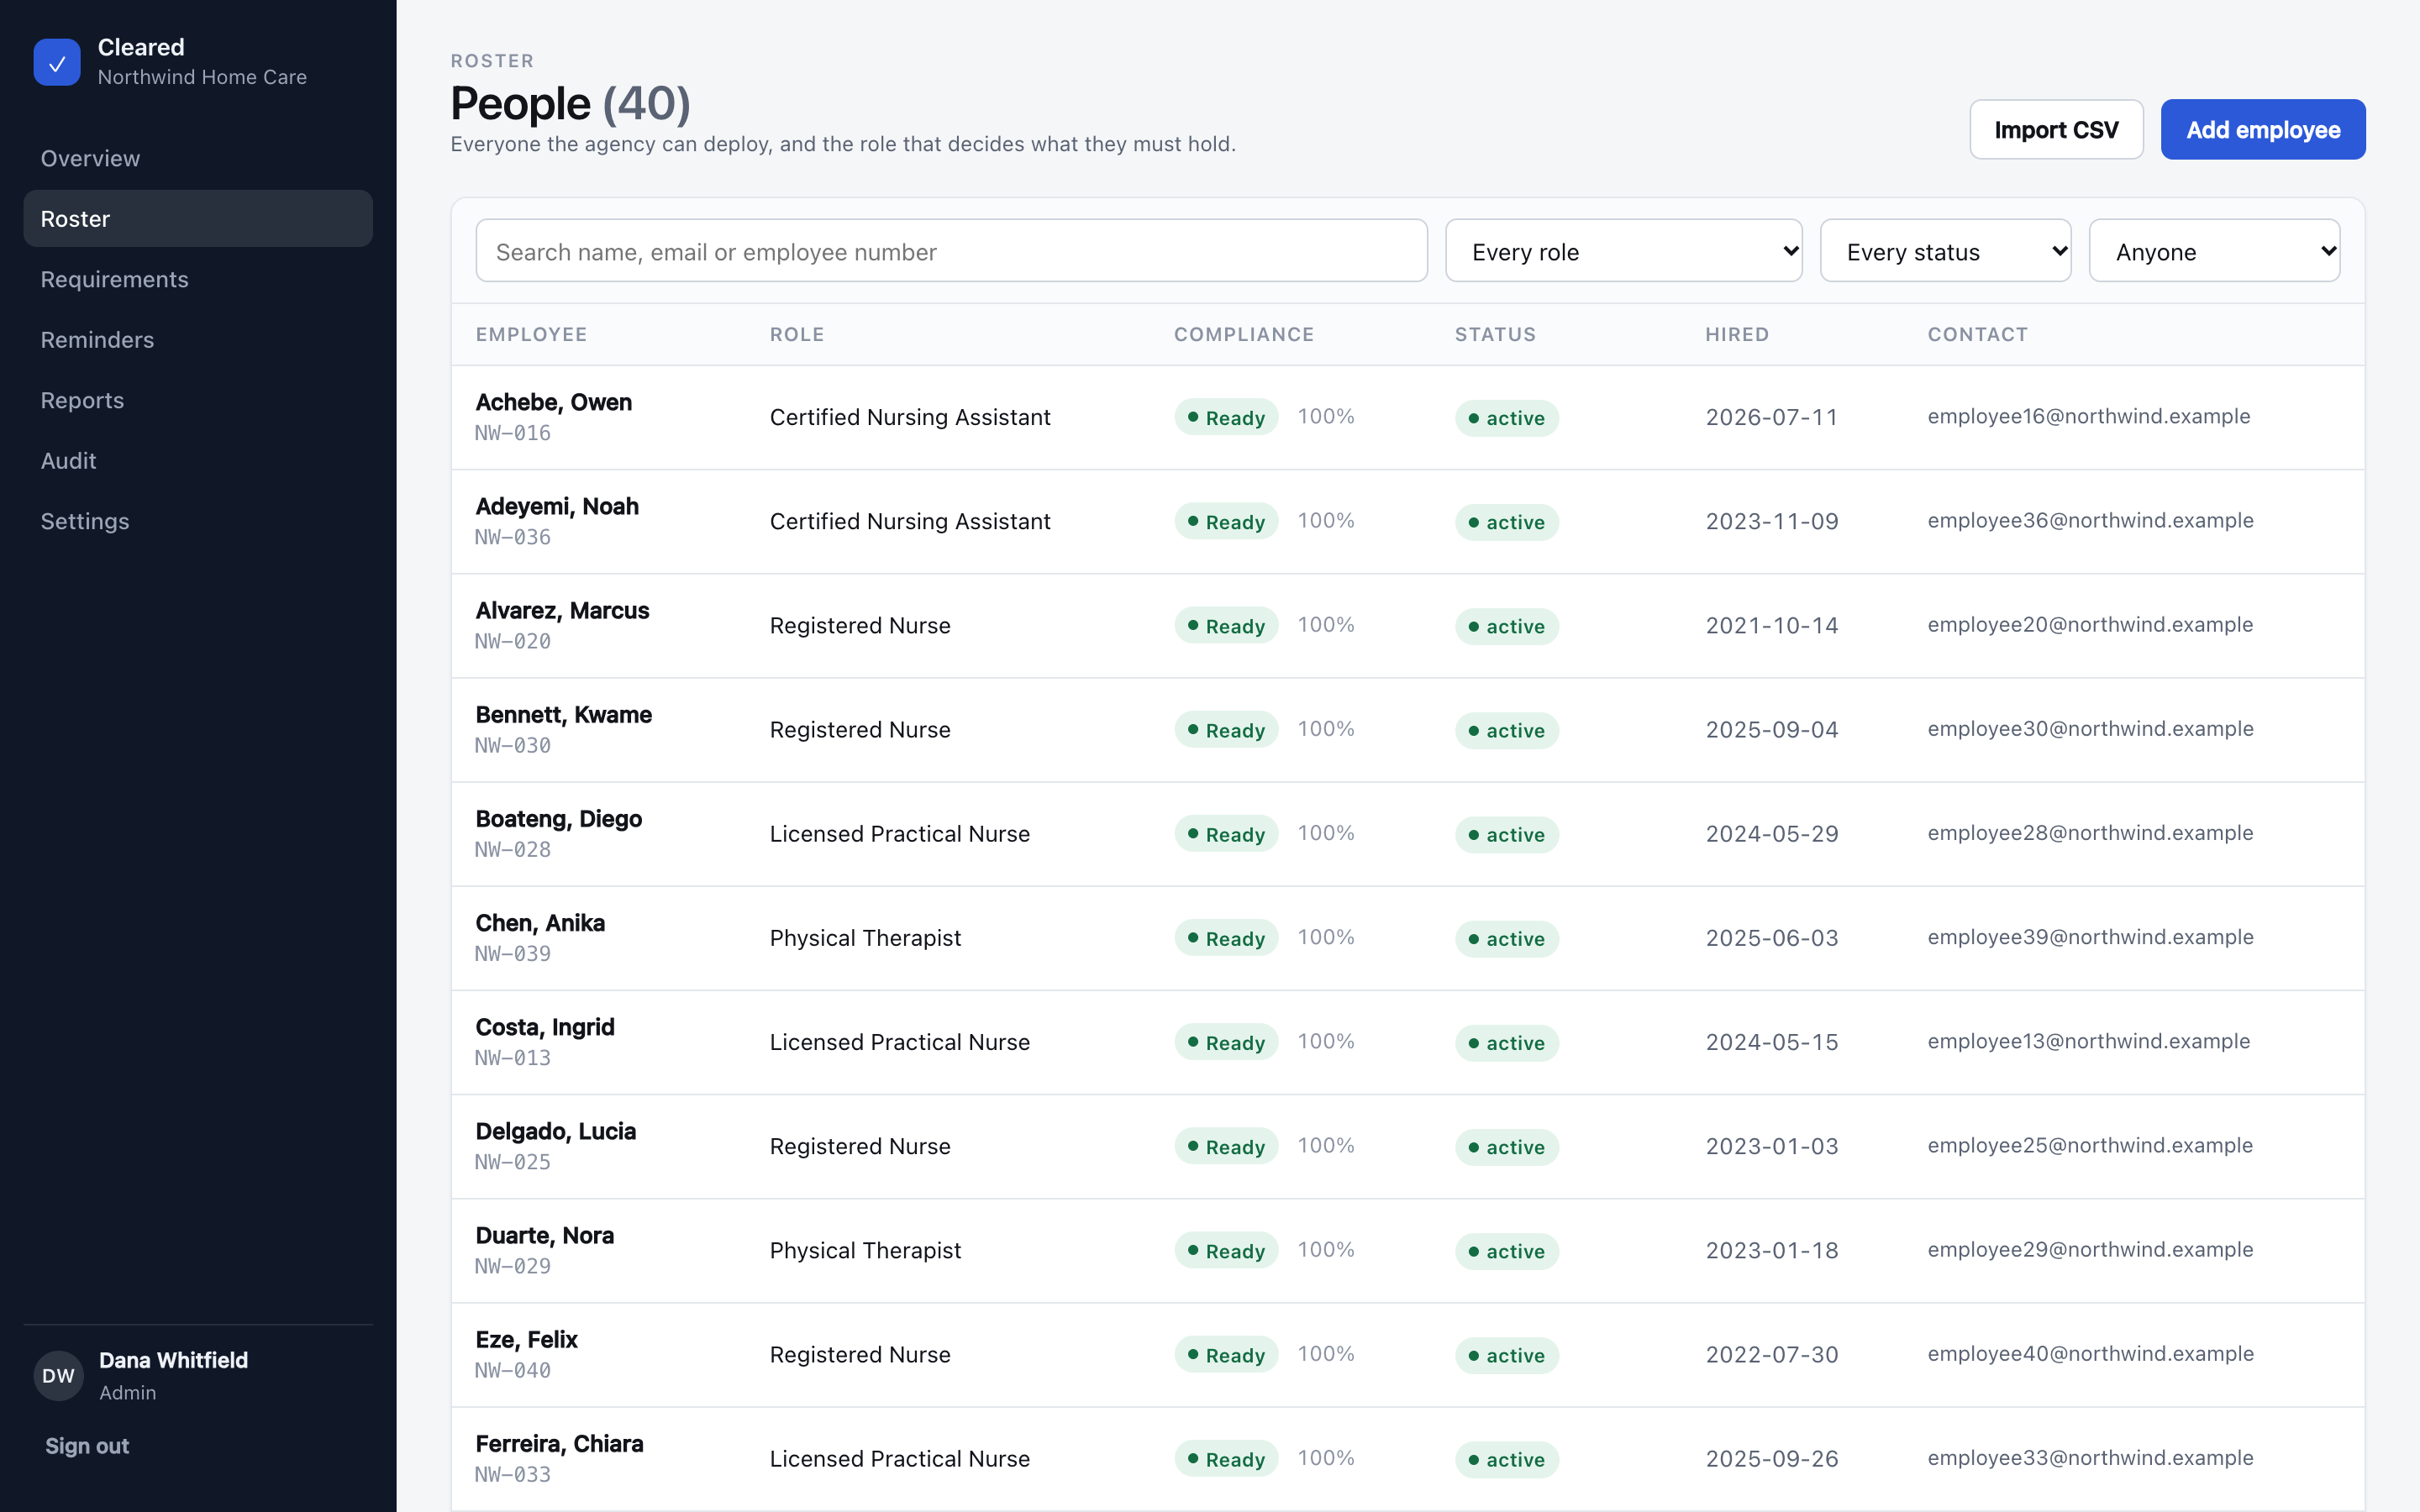 Cleared
Northwind Home Care
Overview
Roster
Requirements
Reminders
Reports
Audit
Settings
DW
Dana Whitfield
Admin
Sign out
ROSTER
People (40)
Everyone the agency can deploy, and the role that decides what they must hold.
Import CSV
Add employee
Search name, email or employee number
Every role
Every status
Anyone
EMPLOYEE ROLE COMPLIANCE STATUS HIRED CONTACT
Achebe, Owen
NW-016
Certified Nursing Assistant Ready 100% active 2026-07-11 employee16@northwind.example
Adeyemi, Noah
NW-036
Certified Nursing Assistant Ready 100% active 2023-11-09 employee36@northwind.example
Alvarez, Marcus
NW-020
Registered Nurse Ready 100% active 2021-10-14 employee20@northwind.example
Bennett, Kwame
NW-030
Registered Nurse Ready 100% active 2025-09-04 employee30@northwind.example
Boateng, Diego
NW-028
Licensed Practical Nurse Ready 100% active 2024-05-29 employee28@northwind.example
Chen, Anika
NW-039
Physical Therapist Ready 100% active 2025-06-03 employee39@northwind.example
Costa, Ingrid
NW-013
Licensed Practical Nurse Ready 100% active 2024-05-15 employee13@northwind.example
Delgado, Lucia
NW-025
Registered Nurse Ready 100% active 2023-01-03 employee25@northwind.example
Duarte, Nora
NW-029
Physical Therapist Ready 100% active 2023-01-18 employee29@northwind.example
Eze, Felix
NW-040
Registered Nurse Ready 100% active 2022-07-30 employee40@northwind.example
Ferreira, Chiara
NW-033
Licensed Practical Nurse Ready 100% active 2025-09-26 employee33@northwind.example